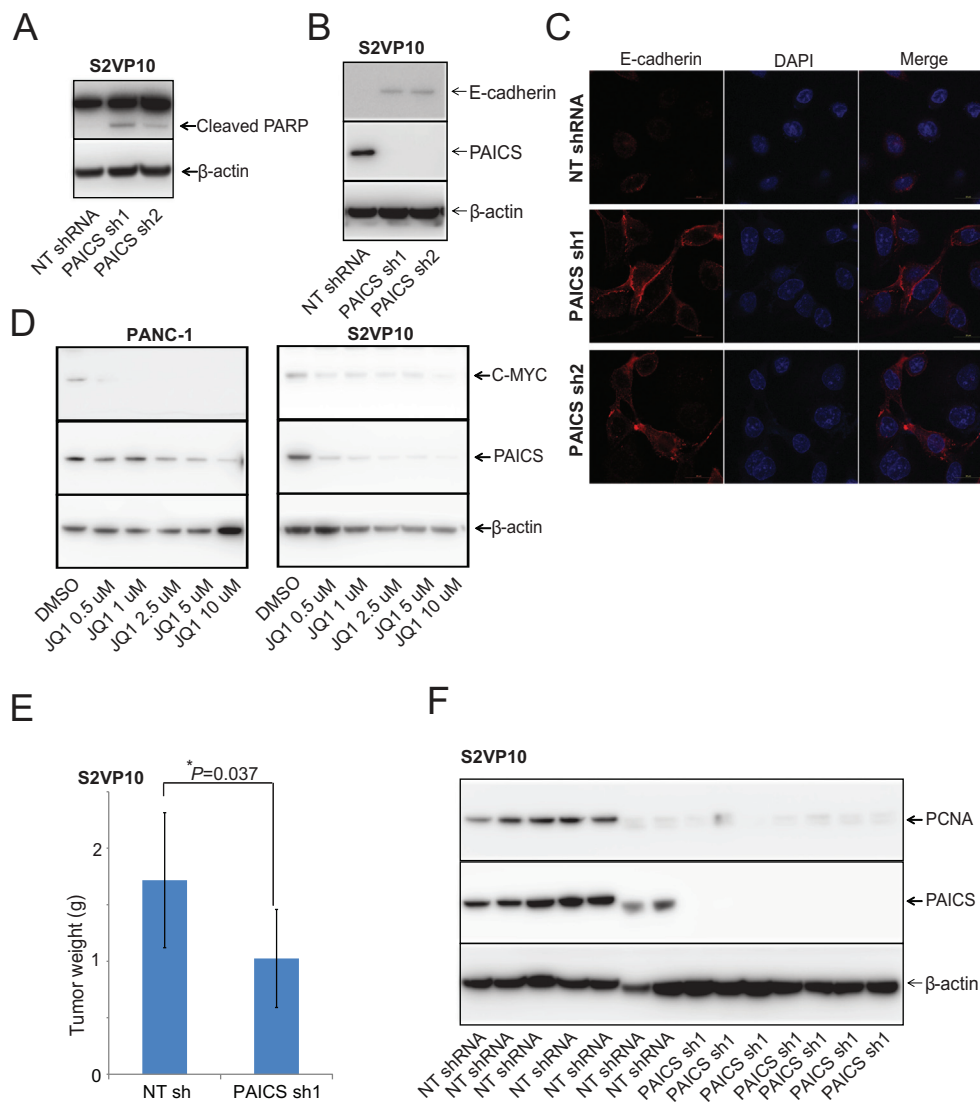 A
S2VP10
Cleaved PARP
β-actin
NT shRNA
PAICS sh1
PAICS sh2
B
S2VP10
E-cadherin
PAICS
β-actin
NT shRNA
PAICS sh1
PAICS sh2
C
E-cadherin DAPI Merge
NT shRNA
PAICS sh1
PAICS sh2
D
PANC-1
S2VP10
C-MYC
PAICS
β-actin
DMSO
JQ1 0.5 uM
JQ1 1 uM
JQ1 2.5 uM
JQ1 5 uM
JQ1 10 uM
DMSO
JQ1 0.5 uM
JQ1 1 uM
JQ1 2.5 uM
JQ1 5 uM
JQ1 10 uM
E
S2VP10
*P=0.037
Tumor weight (g)
2
1
0
NT sh
PAICS sh1
F
S2VP10
PCNA
PAICS
β-actin
NT shRNA
NT shRNA
NT shRNA
NT shRNA
NT shRNA
NT shRNA
NT shRNA
PAICS sh1
PAICS sh1
PAICS sh1
PAICS sh1
PAICS sh1
PAICS sh1
PAICS sh1